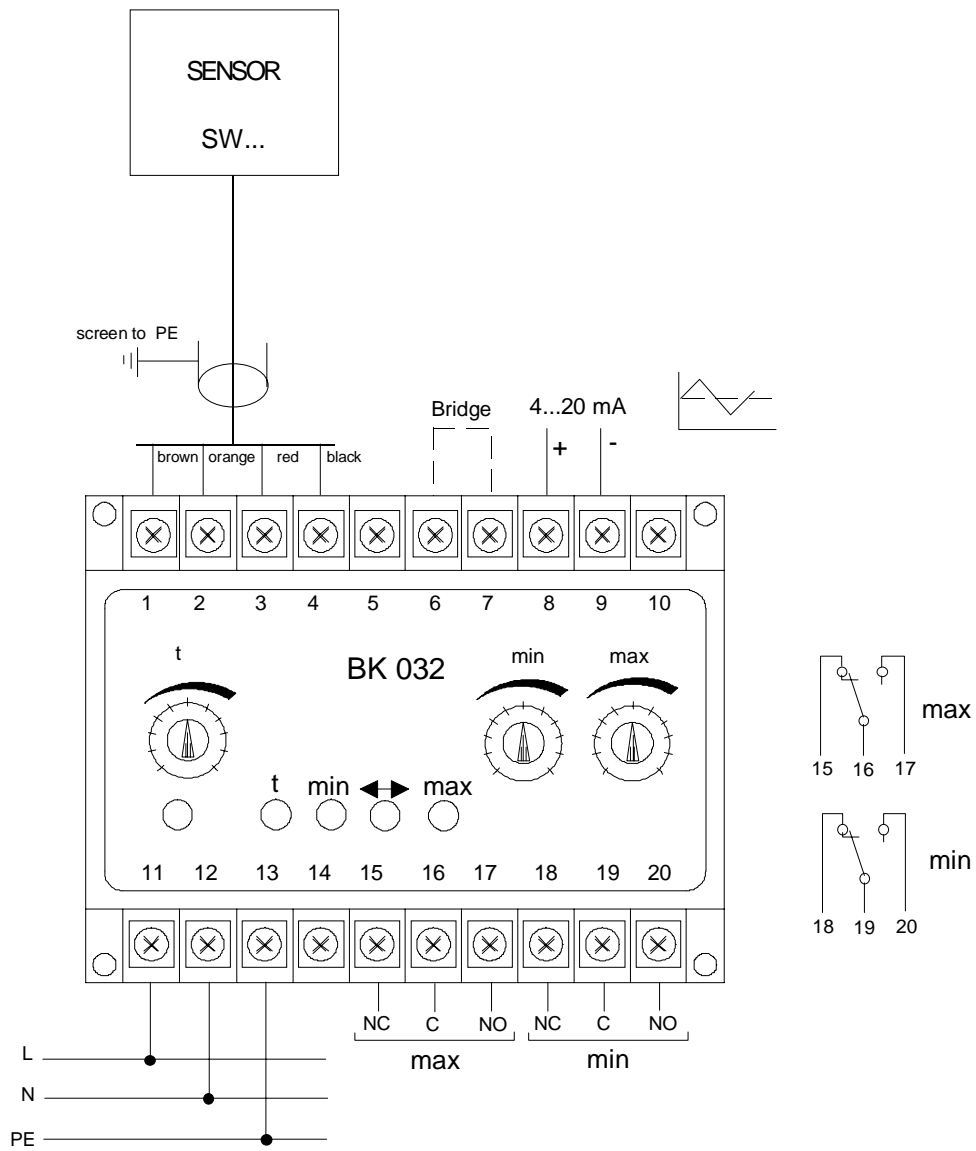 SENSOR
SW...
screen to PE
brown orange red black
Bridge
4...20 mA
+ -
1 2 3 4 5 6 7 8 9 10
t
BK 032
min max
t min max
11 12 13 14 15 16 17 18 19 20
NC C NO NC C NO
max min
L
N
PE
max
15 16 17
min
18 19 20